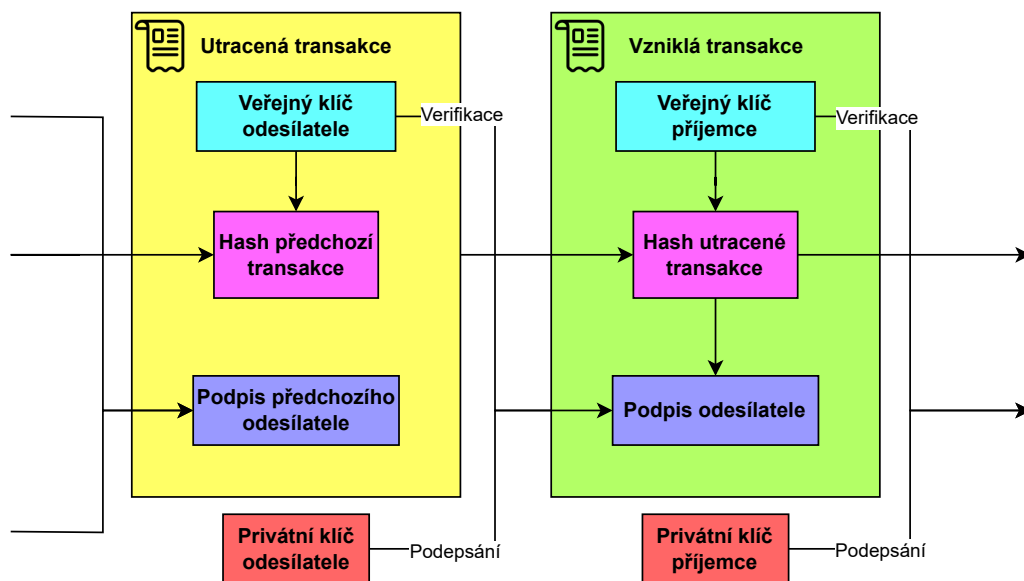 Utracená transakce
Veřejný klíč
odesílatele
Verifikace
Hash předchozí
transakce
Podpis předchozího
odesílatele
Privátní klíč
odesílatele
Podepsání
Vzniklá transakce
Veřejný klíč
příjemce
Verifikace
Hash utracené
transakce
Podpis odesílatele
Privátní klíč
příjemce
Podepsání